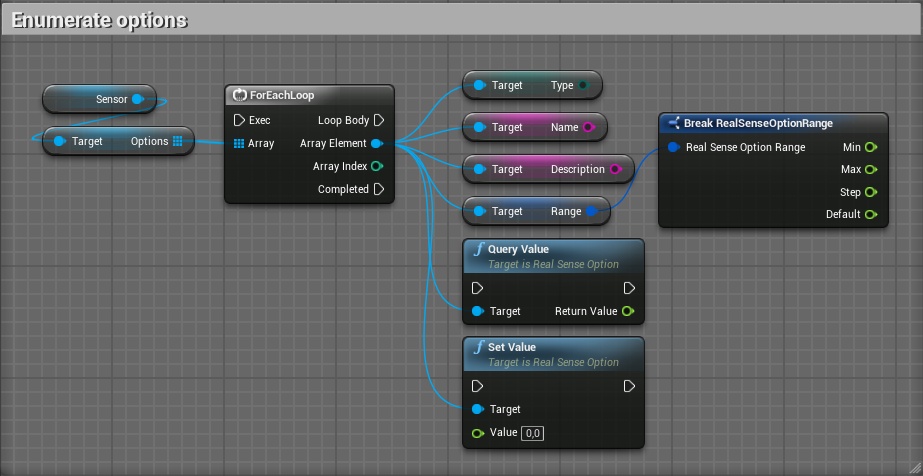 Enumerate options
Sensor
Target Options
ForEachLoop
Exec Loop Body
Array Array Element
Array Index
Completed
Target Type
Target Name
Target Description
Target Range
Break RealSenseOptionRange
Real Sense Option Range Min
Max
Step
Default
Query Value
Target is Real Sense Option
Target Return Value
Set Value
Target is Real Sense Option
Target
Value 0,0